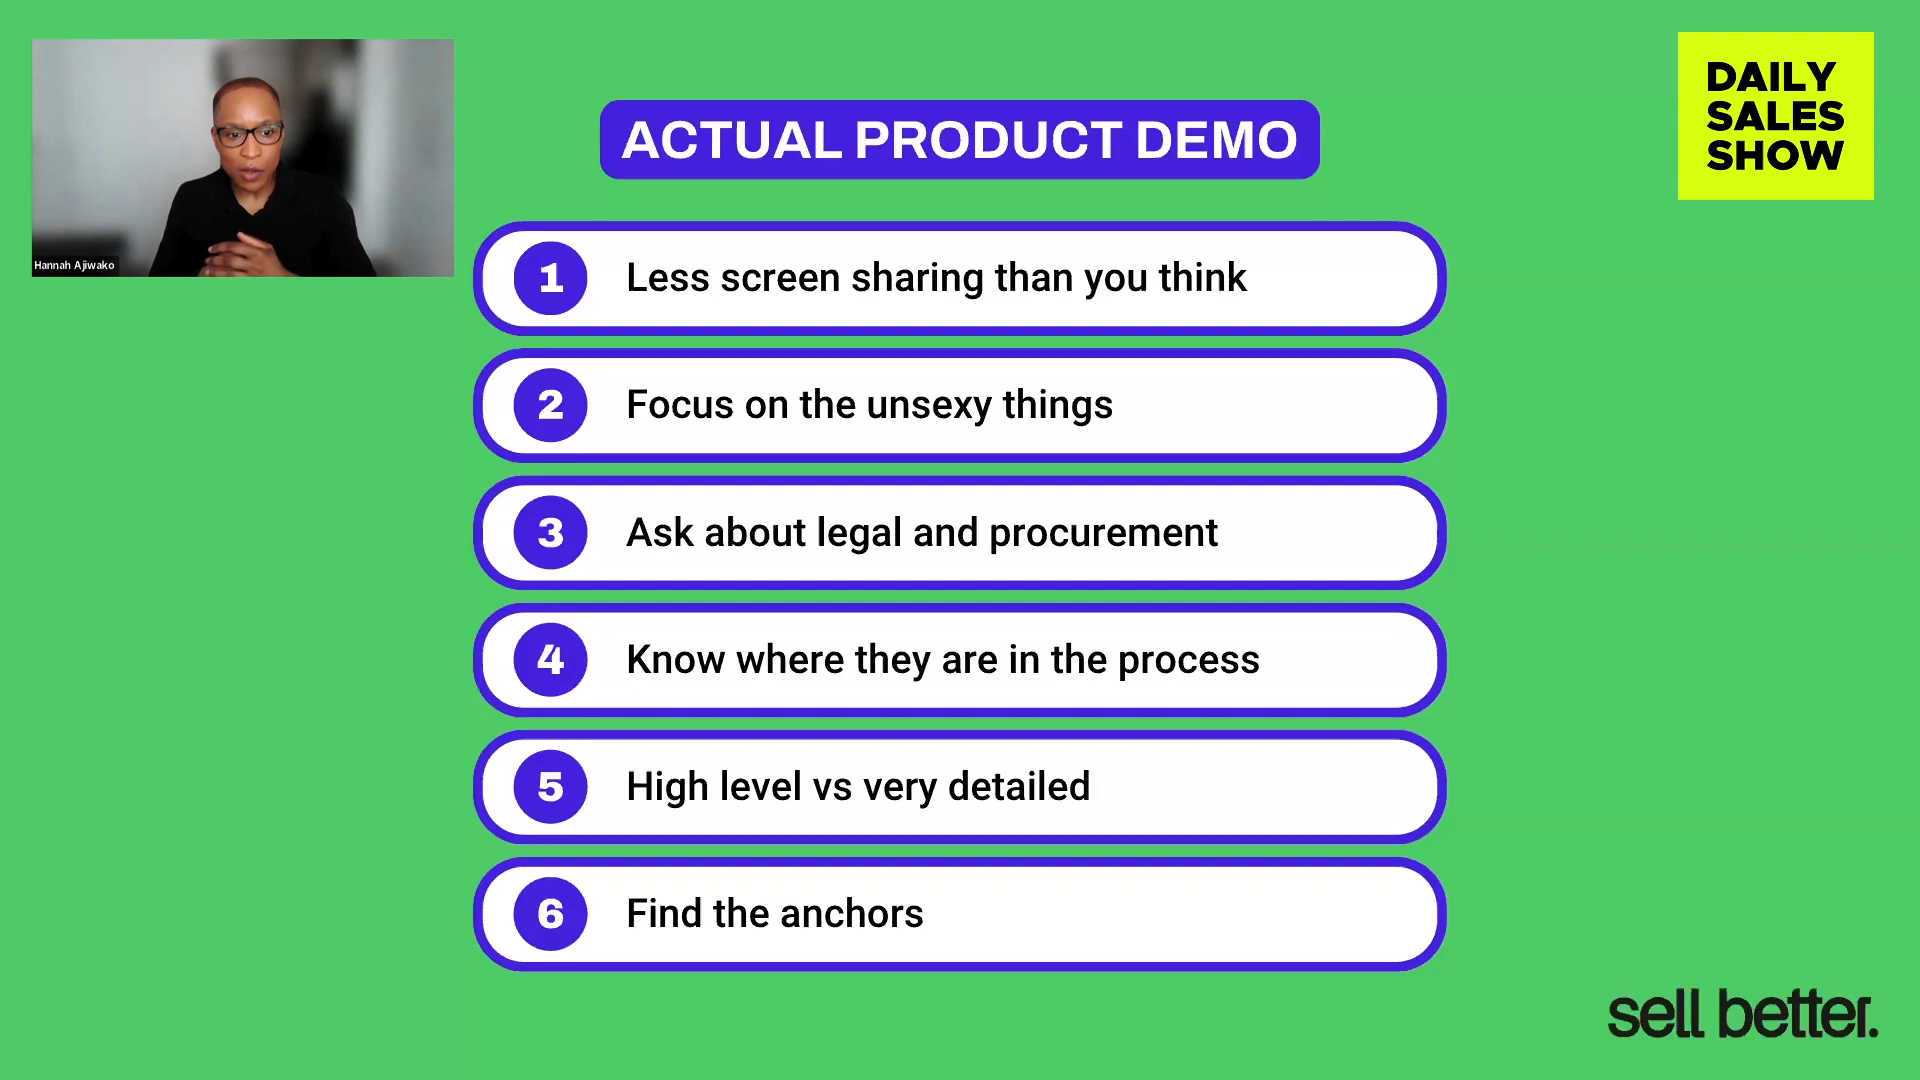 Hannah Ajiwako
DAILY
SALES
SHOW
ACTUAL PRODUCT DEMO
1 Less screen sharing than you think
2 Focus on the unsexy things
3 Ask about legal and procurement
4 Know where they are in the process
5 High level vs very detailed
6 Find the anchors
sell better.